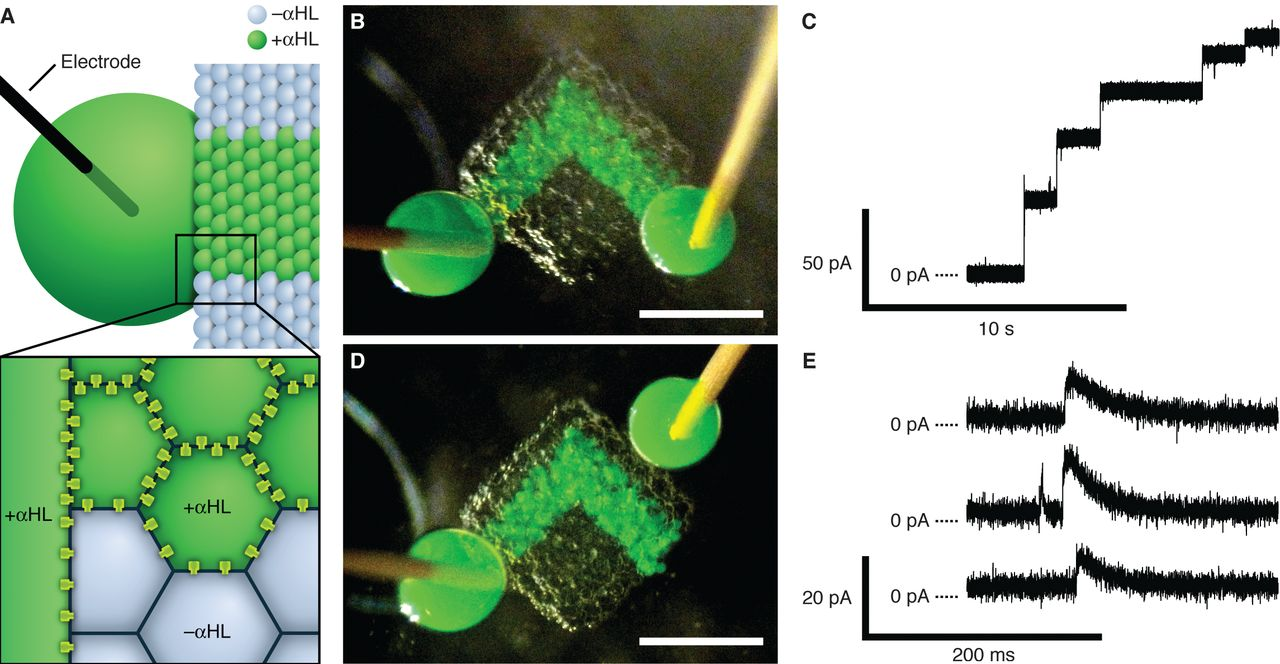 A
−αHL
+αHL
Electrode
+αHL
+αHL
−αHL
B
D
C
50 pA
0 pA
10 s
E
0 pA
0 pA
20 pA
0 pA
200 ms